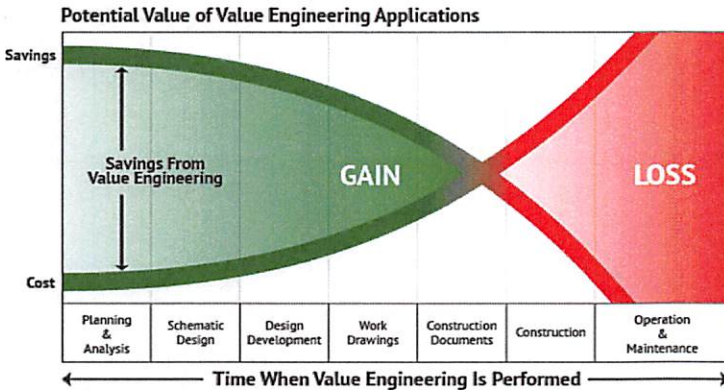 Potential Value of Value Engineering Applications
Savings
Savings From
Value Engineering
GAIN
LOSS
Cost
Planning
&
Analysis
Schematic
Design
Design
Development
Work
Drawings
Construction
Documents
Construction
Operation
&
Maintenance
Time When Value Engineering Is Performed